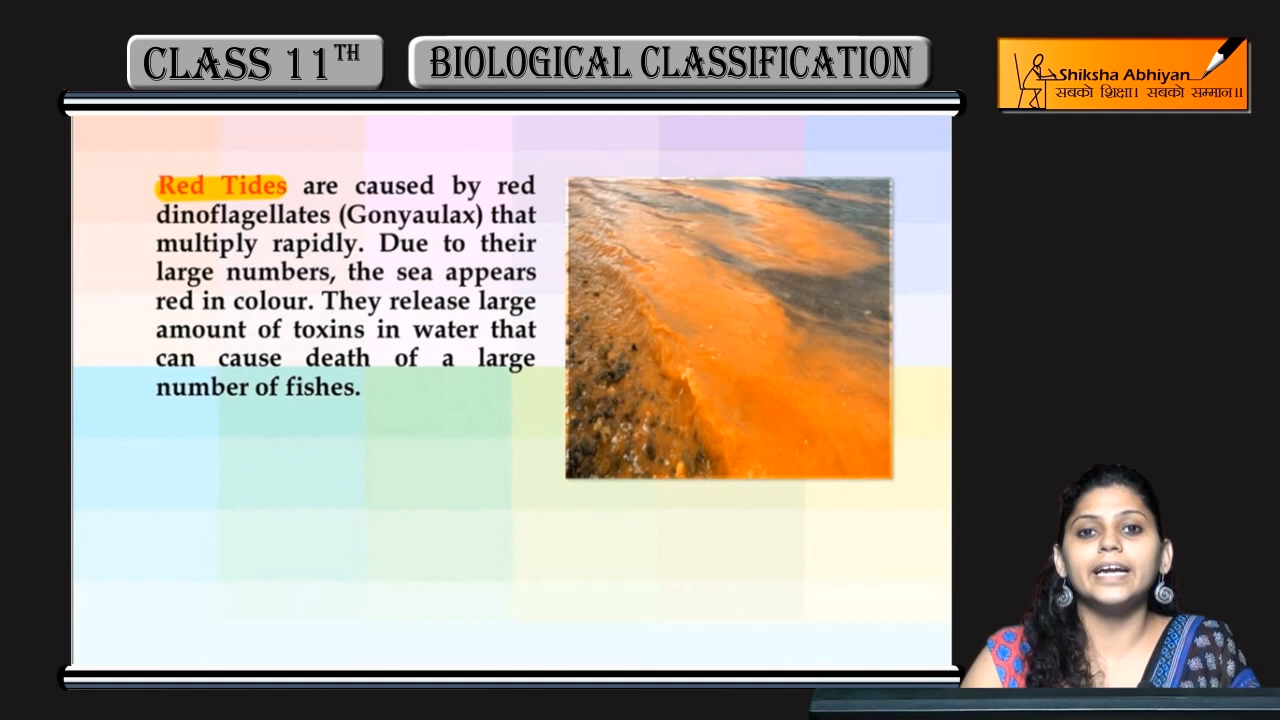 CLASS 11TH
BIOLOGICAL CLASSIFICATION
Shiksha Abhiyan
सबको शिक्षा। सबको सम्मान॥
Red Tides are caused by red
dinoflagellates (Gonyaulax) that
multiply rapidly. Due to their
large numbers, the sea appears
red in colour. They release large
amount of toxins in water that
can cause death of a large
number of fishes.